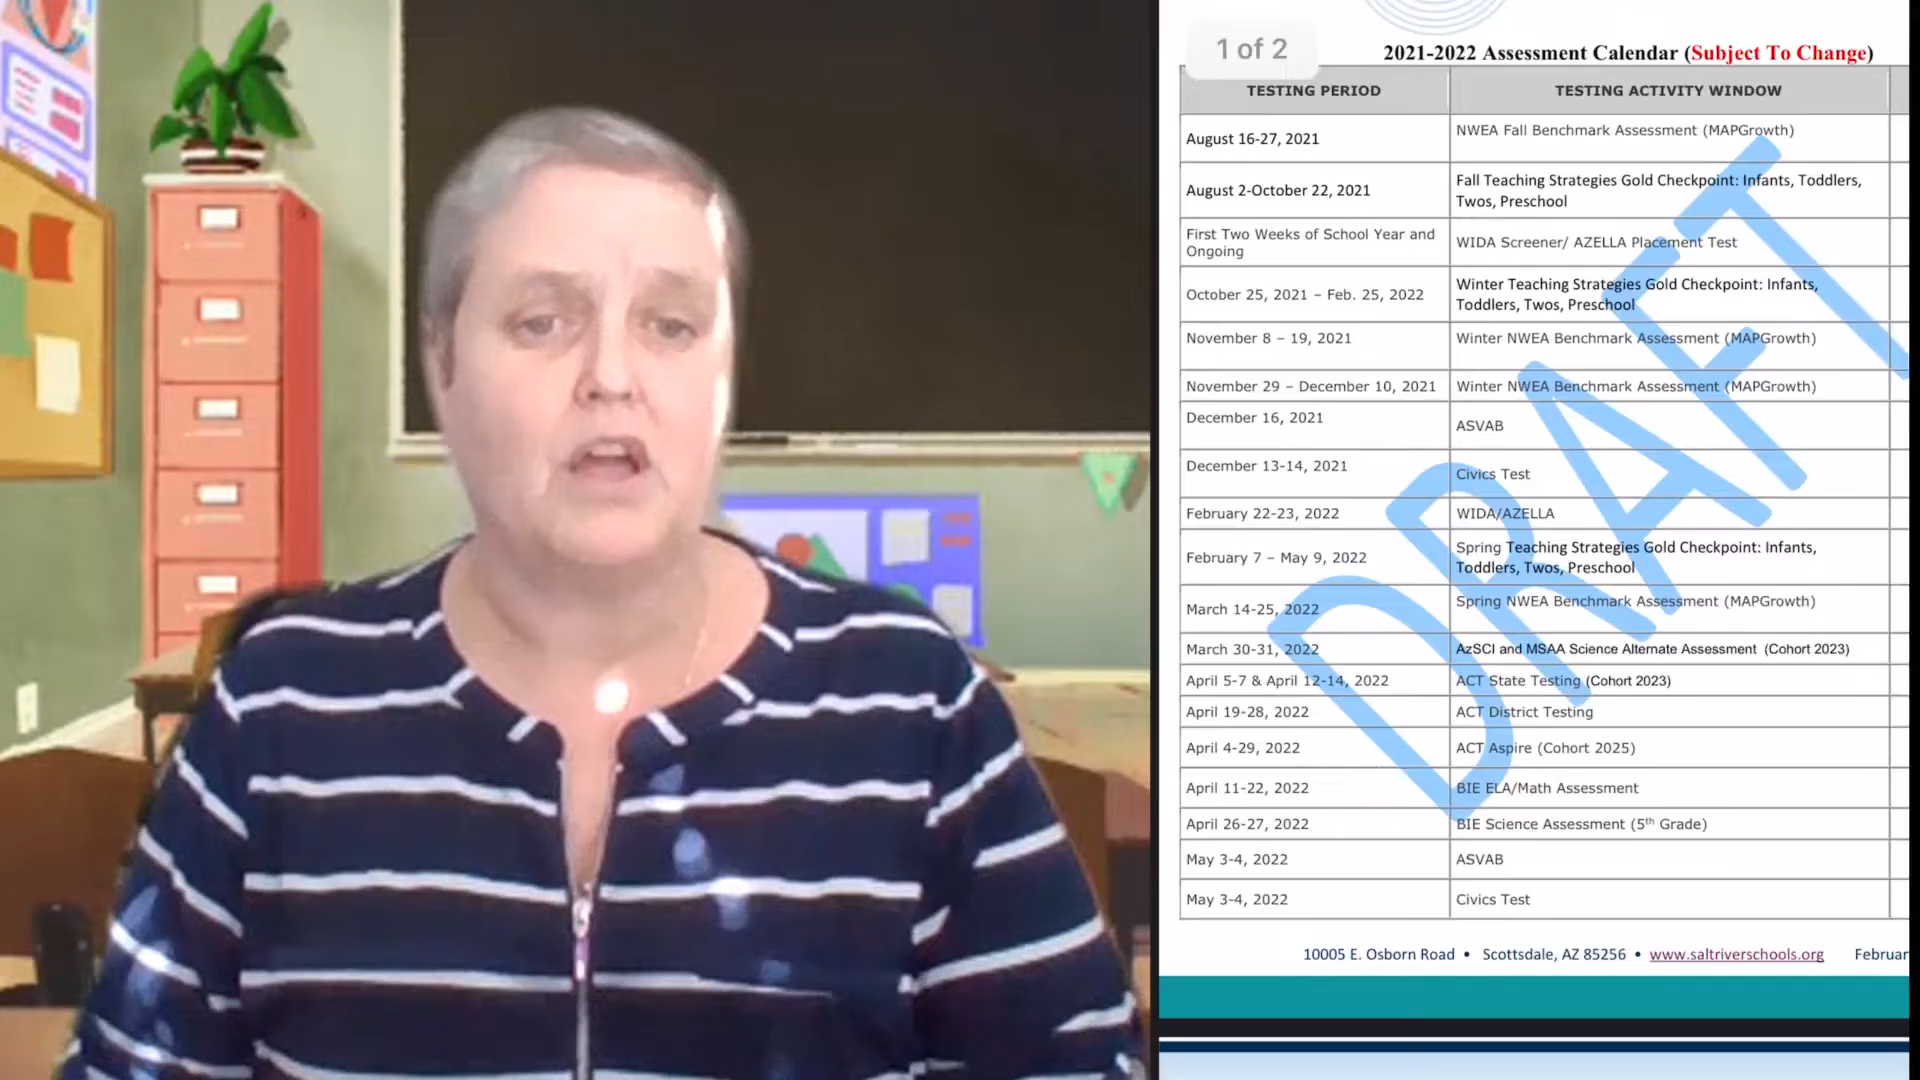 1 of 2
2021-2022 Assessment Calendar (Subject To Change)
TESTING PERIOD
TESTING ACTIVITY WINDOW
August 16-27, 2021
NWEA Fall Benchmark Assessment (MAPGrowth)
August 2-October 22, 2021
Fall Teaching Strategies Gold Checkpoint: Infants, Toddlers,
Twos, Preschool
First Two Weeks of School Year and
Ongoing
WIDA Screener/ AZELLA Placement Test
October 25, 2021 – Feb. 25, 2022
Winter Teaching Strategies Gold Checkpoint: Infants,
Toddlers, Twos, Preschool
November 8 – 19, 2021
Winter NWEA Benchmark Assessment (MAPGrowth)
November 29 – December 10, 2021
Winter NWEA Benchmark Assessment (MAPGrowth)
December 16, 2021
ASVAB
December 13-14, 2021
Civics Test
February 22-23, 2022
WIDA/AZELLA
February 7 – May 9, 2022
Spring Teaching Strategies Gold Checkpoint: Infants,
Toddlers, Twos, Preschool
March 14-25, 2022
Spring NWEA Benchmark Assessment (MAPGrowth)
March 30-31, 2022
AzSCI and MSAA Science Alternate Assessment (Cohort 2023)
April 5-7 & April 12-14, 2022
ACT State Testing (Cohort 2023)
April 19-28, 2022
ACT District Testing
April 4-29, 2022
ACT Aspire (Cohort 2025)
April 11-22, 2022
BIE ELA/Math Assessment
April 26-27, 2022
BIE Science Assessment (5th Grade)
May 3-4, 2022
ASVAB
May 3-4, 2022
Civics Test
DRAFT
10005 E. Osborn Road • Scottsdale, AZ 85256 • www.saltriverschools.org Februar